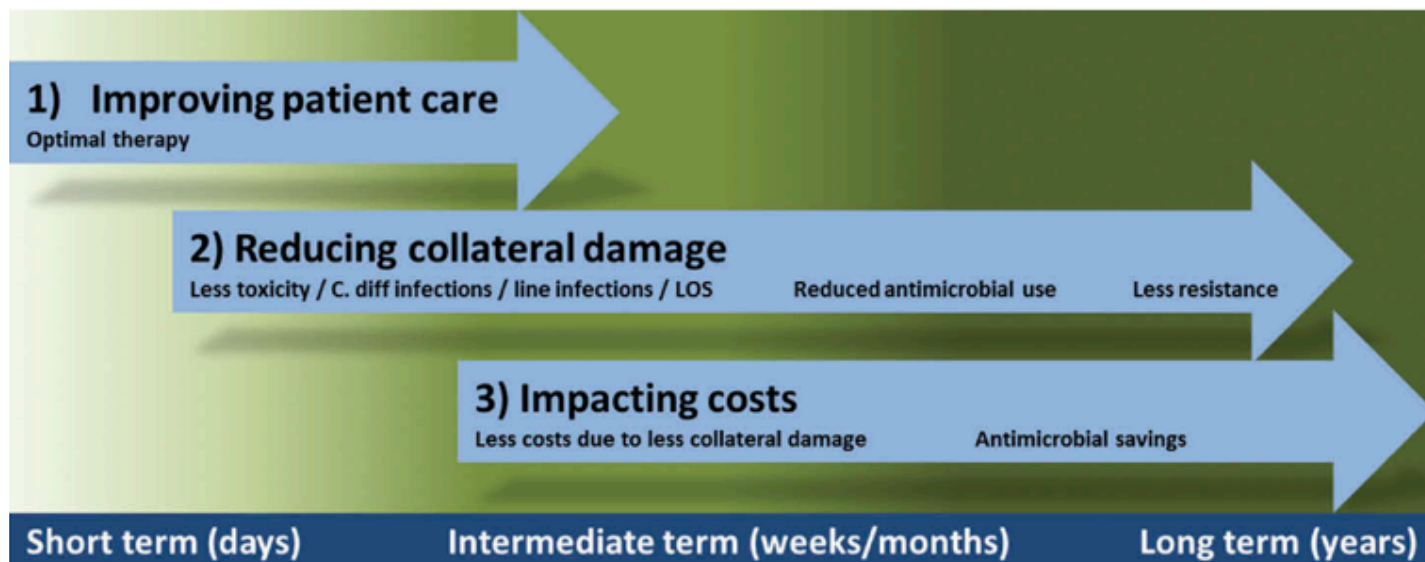 1) Improving patient care
Optimal therapy
2) Reducing collateral damage
Less toxicity / C. diff infections / line infections / LOS Reduced antimicrobial use Less resistance
3) Impacting costs
Less costs due to less collateral damage Antimicrobial savings
Short term (days) Intermediate term (weeks/months) Long term (years)